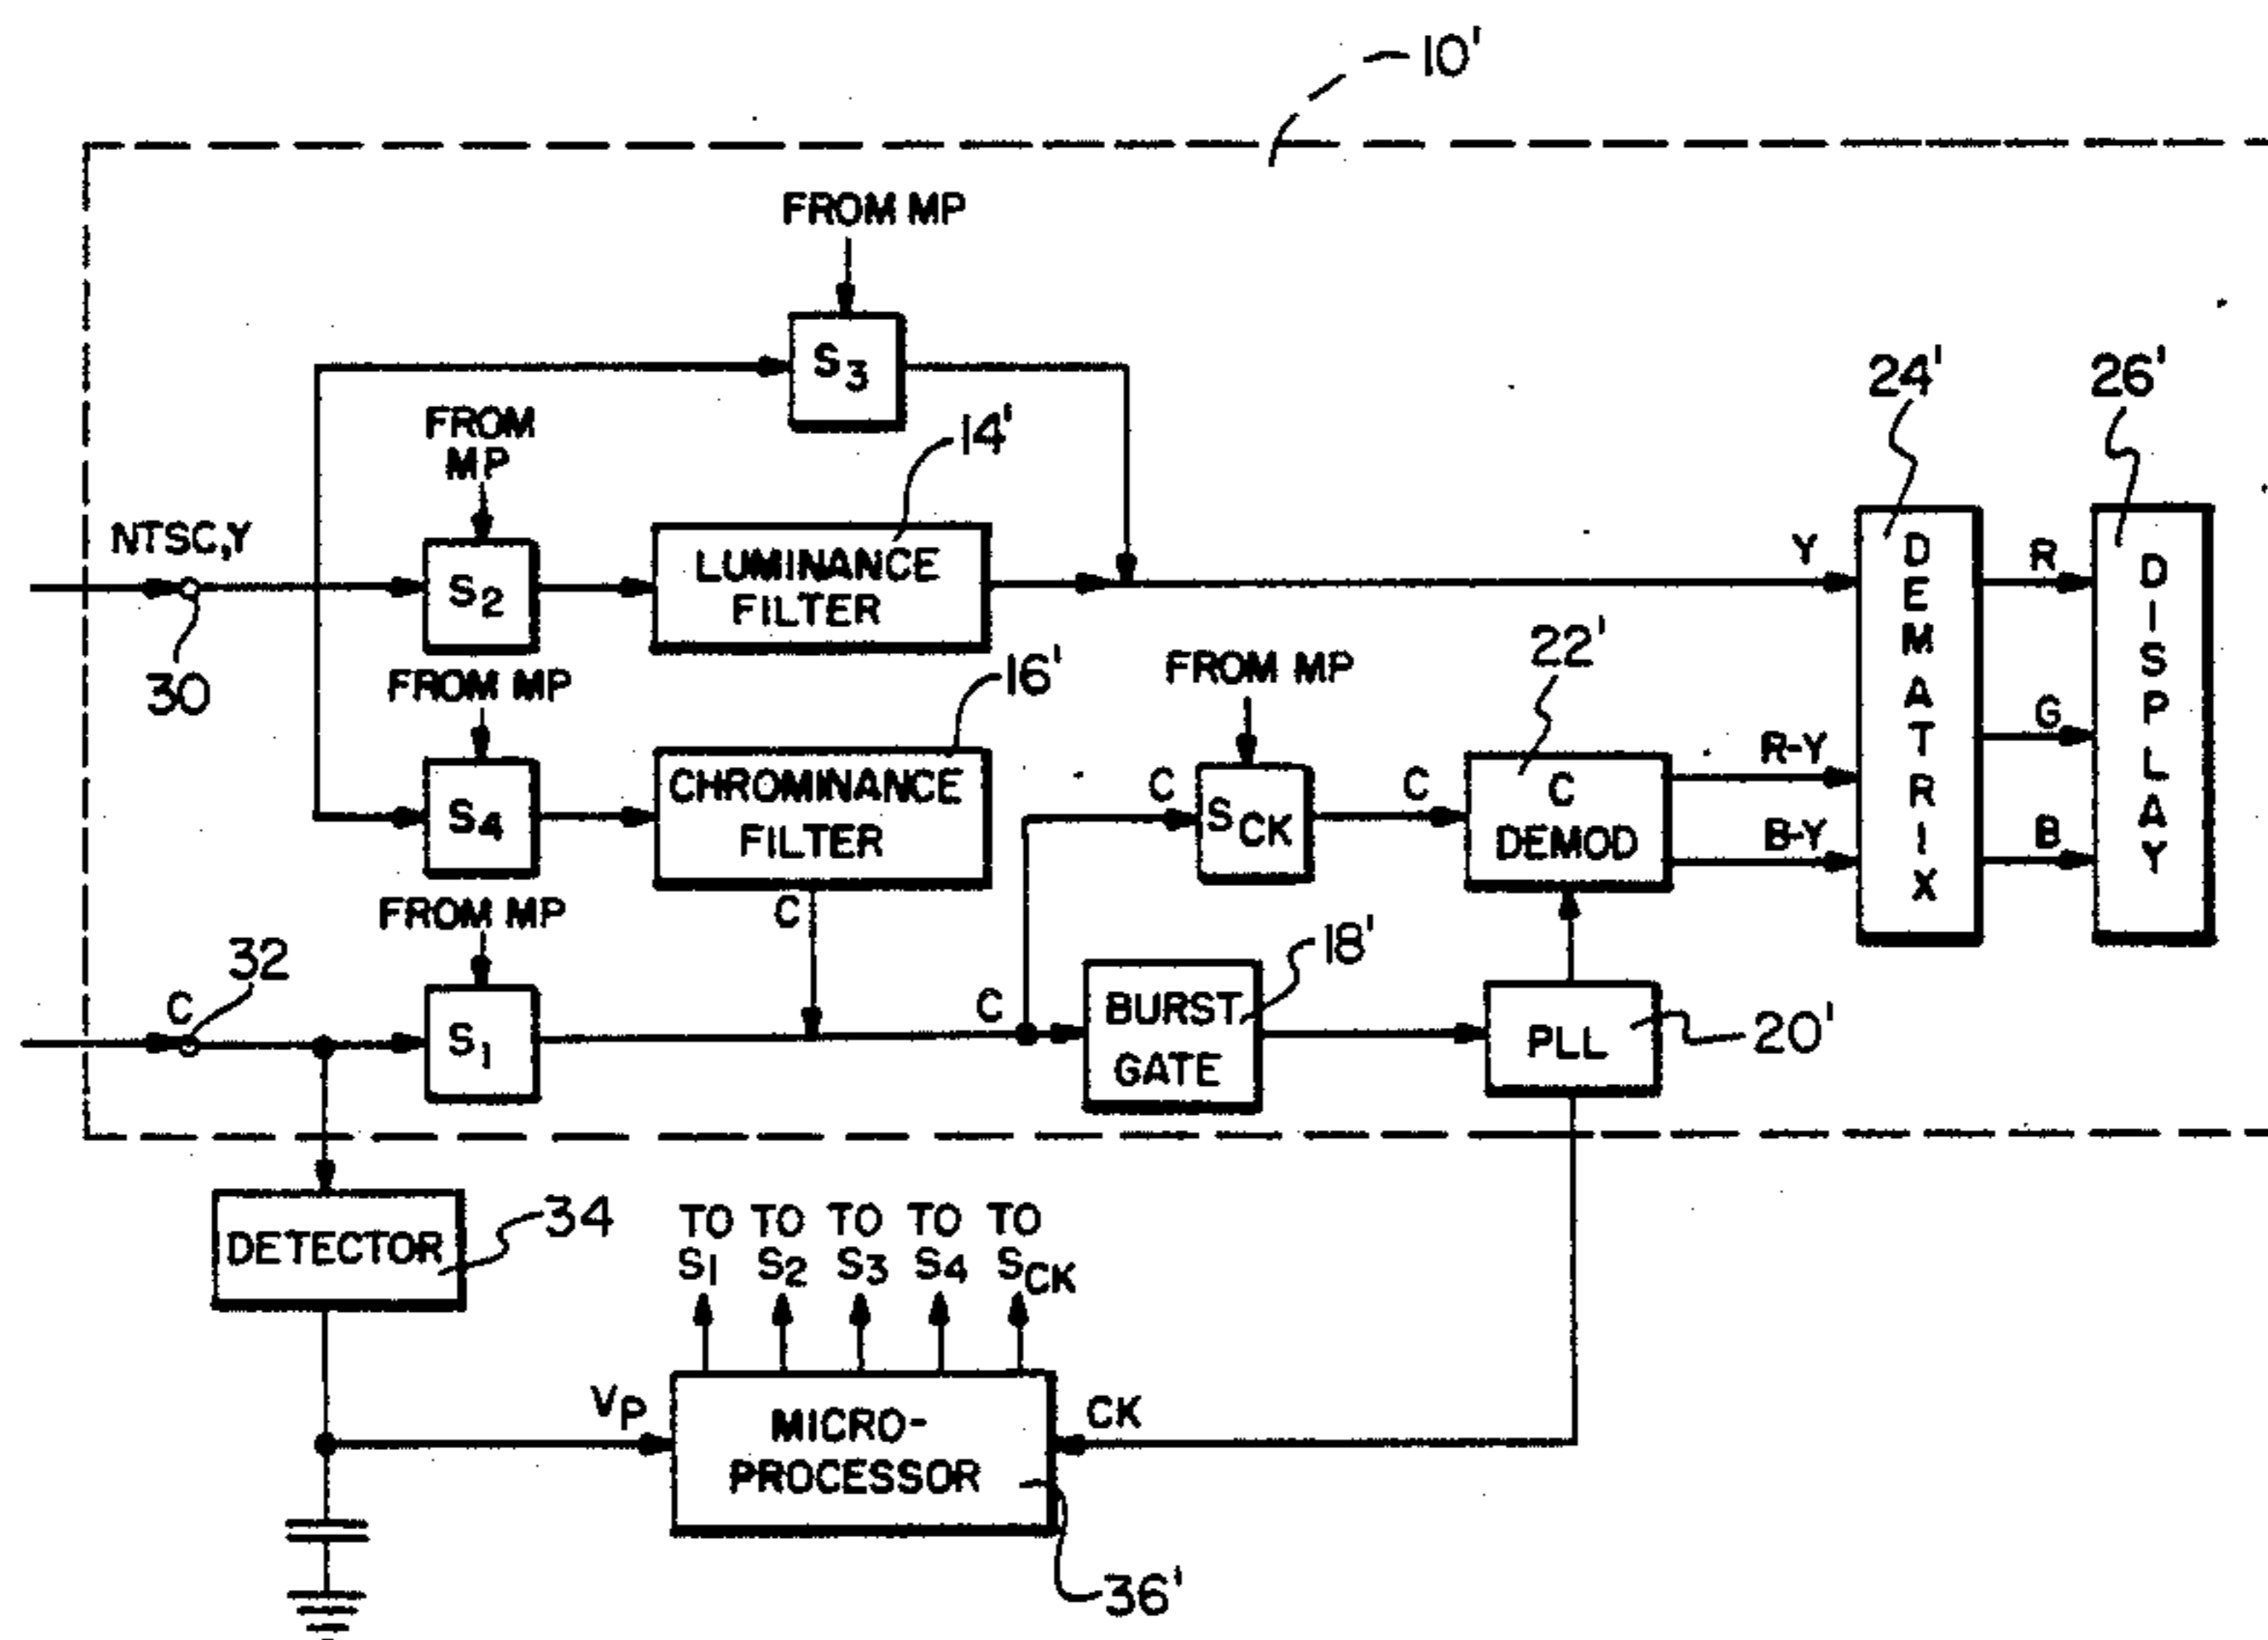 10'
FROM MP
S3
24'
26'
FROM
MP
14'
NTSC,Y
S2
LUMINANCE
FILTER
Y
R
30
FROM MP
16'
FROM MP
22'
G
S4
CHROMINANCE
FILTER
C
SCK
C
C
DEMOD
R-Y
B-Y
B
DEMATRIX
DISPLAY
FROM MP
C
32
C
S1
C
BURST
GATE
18'
PLL
20'
DETECTOR
34
TO TO TO TO TO
S1 S2 S3 S4 SCK
VP
MICRO-
PROCESSOR
CK
36'